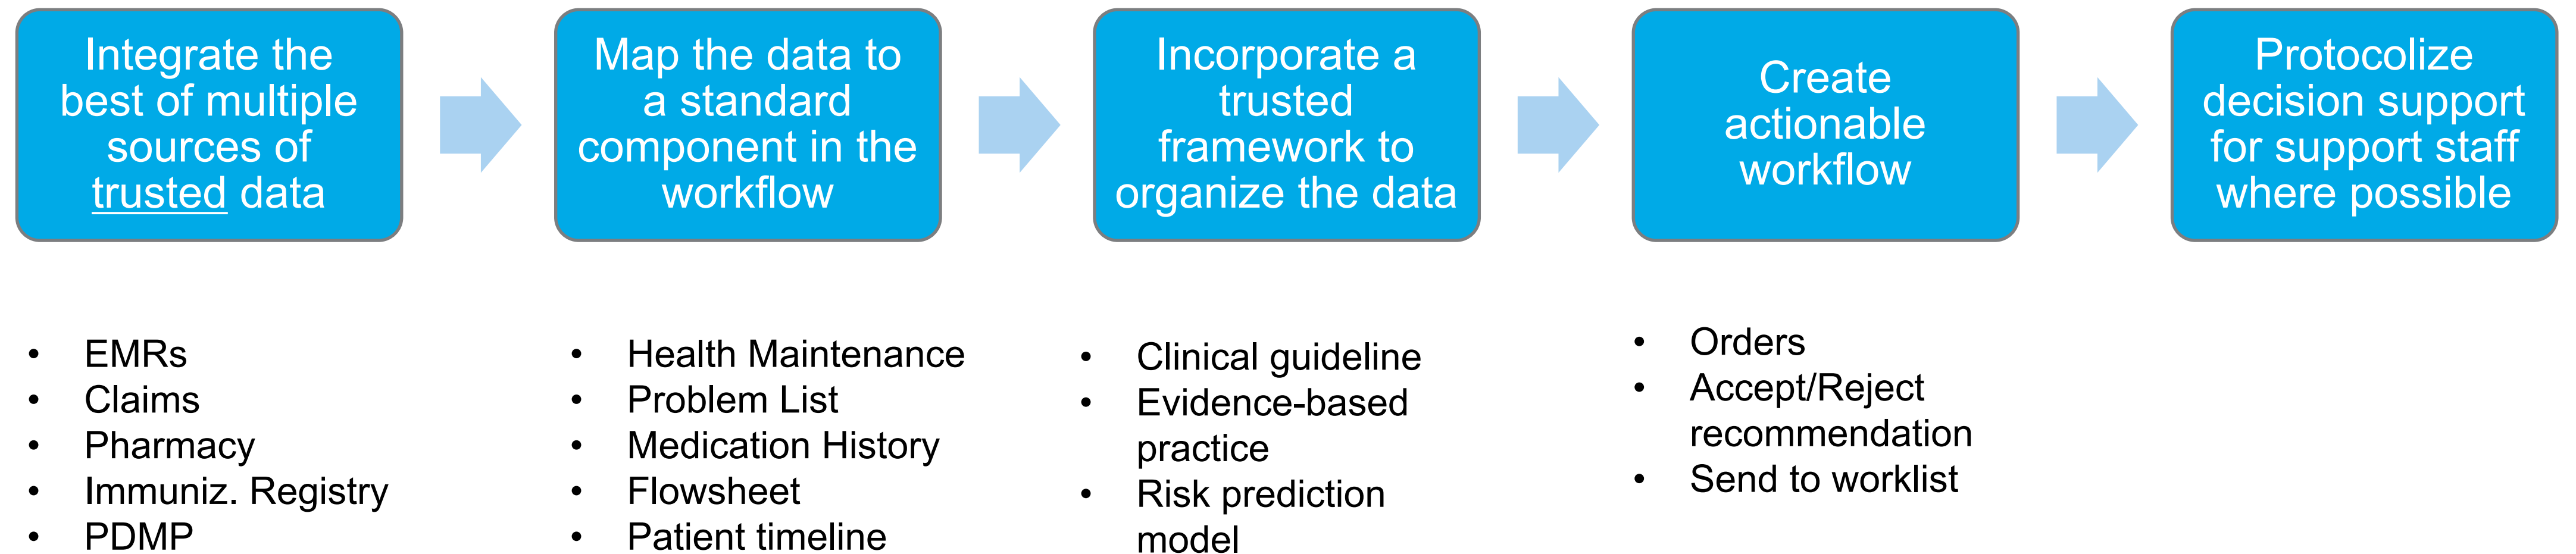 Integrate the
best of multiple
sources of
trusted data
Map the data to
a standard
component in the
workflow
Incorporate a
trusted
framework to
organize the data
Create
actionable
workflow
Protocolize
decision support
for support staff
where possible
• EMRs
• Claims
• Pharmacy
• Immuniz. Registry
• PDMP
• Health Maintenance
• Problem List
• Medication History
• Flowsheet
• Patient timeline
• Clinical guideline
• Evidence-based
practice
• Risk prediction
model
• Orders
• Accept/Reject
recommendation
• Send to worklist